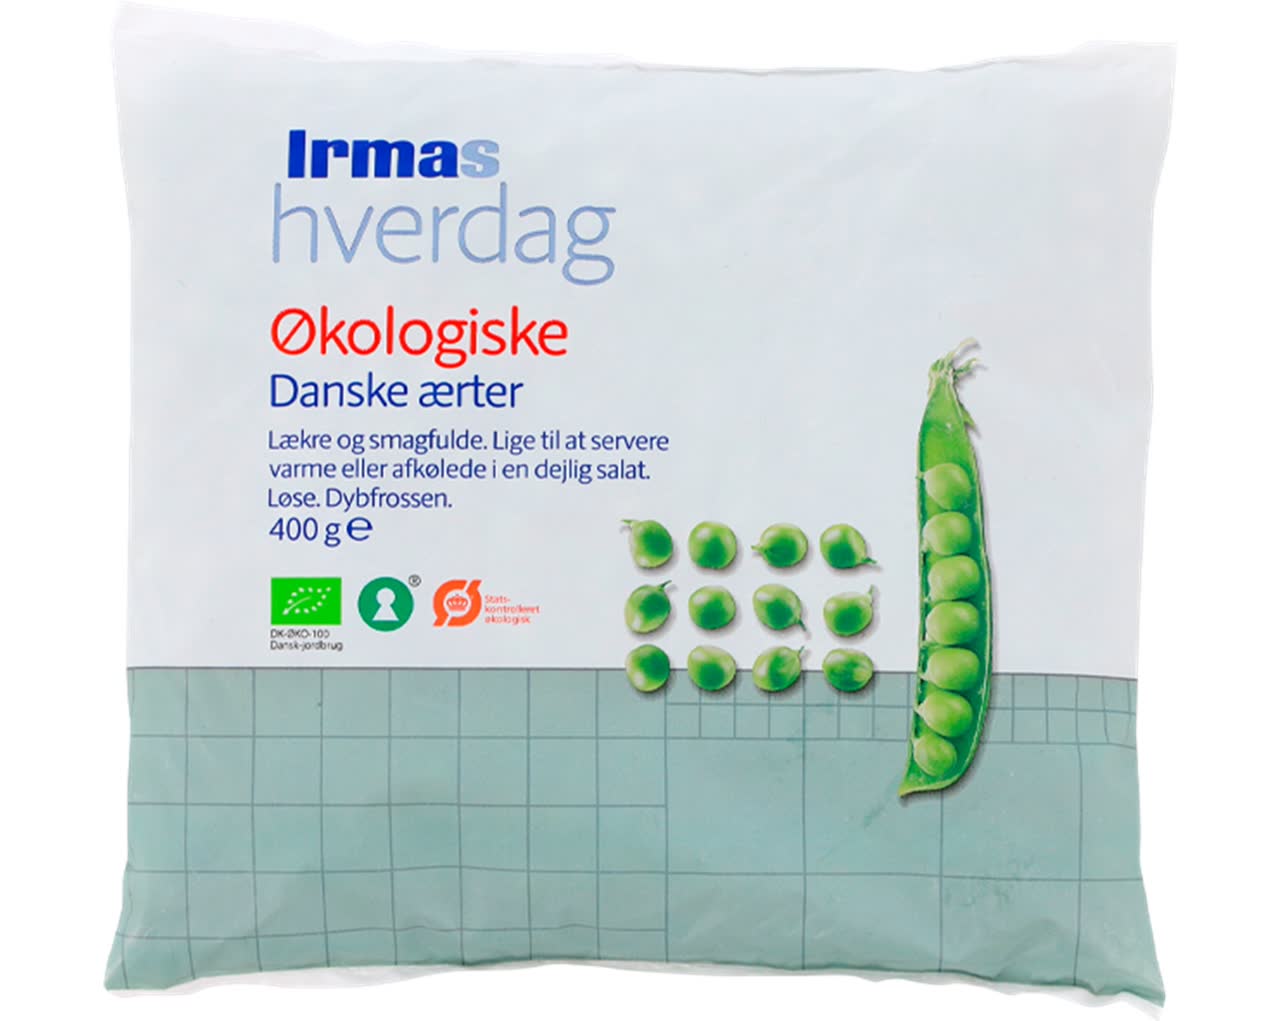 Irmas
hverdag
Økologiske
Danske ærter
Lækre og smagfulde. Lige til at servere
varme eller afkølede i en dejlig salat.
Løse. Dybfrossen.
400 g e
®
Stats-
kontrolleret
økologisk
DK-ØKO-100
Dansk-jordbrug